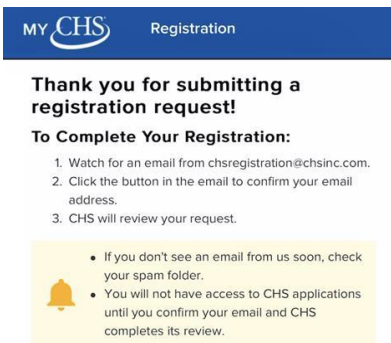 MY CHS Registration
Thank you for submitting a
registration request!
To Complete Your Registration:
1. Watch for an email from chsregistration@chsinc.com.
2. Click the button in the email to confirm your email
address.
3. CHS will review your request.
• If you don't see an email from us soon, check
your spam folder.
• You will not have access to CHS applications
until you confirm your email and CHS
completes its review.